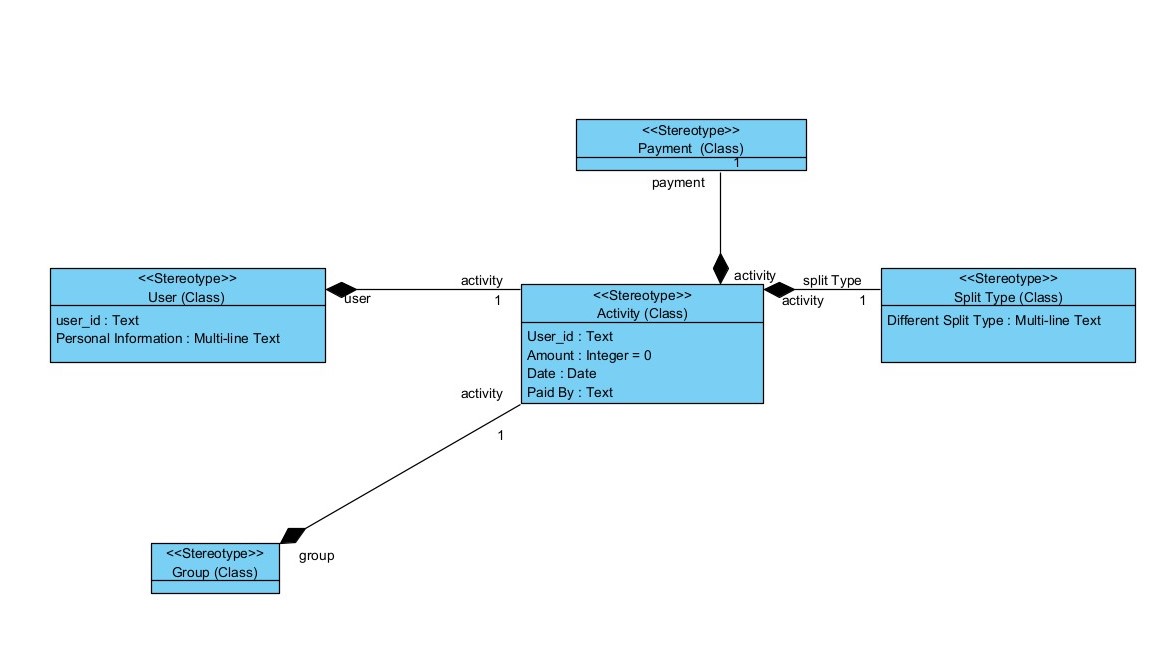 <<Stereotype>>
Payment (Class)
1
payment
<<Stereotype>>
User (Class)
user_id : Text
Personal Information : Multi-line Text
user
activity
1
<<Stereotype>>
Activity (Class)
User_id : Text
Amount : Integer = 0
Date : Date
Paid By : Text
activity
split Type
activity
1
<<Stereotype>>
Split Type (Class)
Different Split Type : Multi-line Text
activity
1
<<Stereotype>>
Group (Class)
group